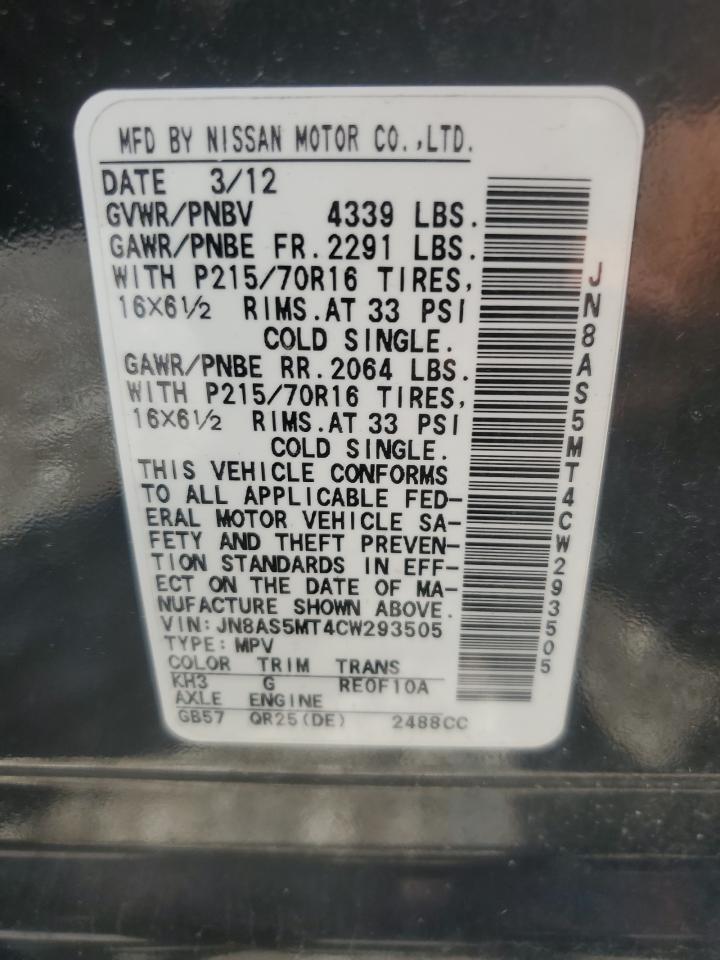 MFD BY NISSAN MOTOR CO.,LTD.
DATE 3/12
GVWR/PNBV 4339 LBS.
GAWR/PNBE FR.2291 LBS.
WITH P215/70R16 TIRES,
16X6½ RIMS.AT 33 PSI
COLD SINGLE.
GAWR/PNBE RR.2064 LBS.
WITH P215/70R16 TIRES,
16X6½ RIMS.AT 33 PSI
COLD SINGLE.
THIS VEHICLE CONFORMS
TO ALL APPLICABLE FED-
ERAL MOTOR VEHICLE SA-
FETY AND THEFT PREVEN-
TION STANDARDS IN EFF-
ECT ON THE DATE OF MA-
NUFACTURE SHOWN ABOVE.
VIN: JN8AS5MT4CW293505
TYPE: MPV
COLOR TRIM TRANS
KH3 G RE0F10A
AXLE ENGINE
GB57 QR25(DE) 2488CC
JN8AS5MT4CW293505